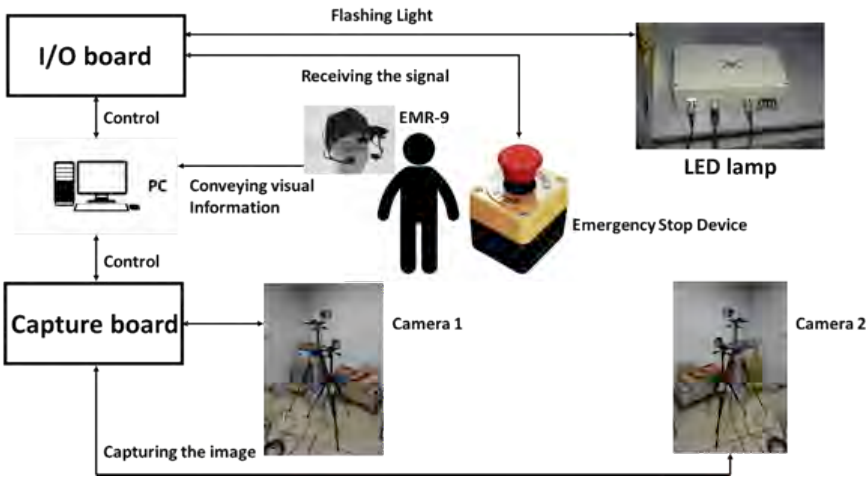 Flashing Light
I/O board
Receiving the signal
Control
EMR-9
PC
Conveying visual
Information
LED lamp
Emergency Stop Device
Control
Capture board
Camera 1
Camera 2
Capturing the image